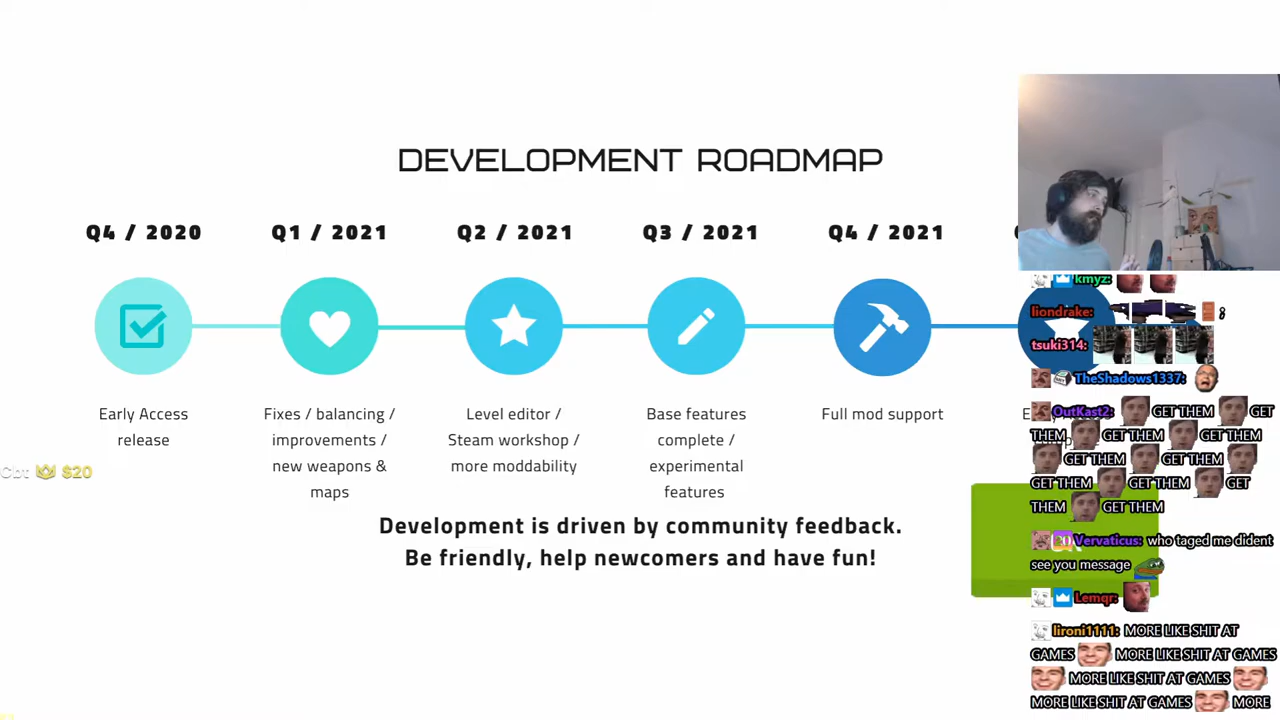 DEVELOPMENT ROADMAP
Q4 / 2020
Q1 / 2021
Q2 / 2021
Q3 / 2021
Q4 / 2021
Early Access
release
Fixes / balancing /
improvements /
new weapons &
maps
Level editor /
Steam workshop /
more moddability
Base features
complete /
experimental
features
Full mod support
Development is driven by community feedback.
Be friendly, help newcomers and have fun!
$20
kmyz:
liondrake:
tsuki314:
TheShadows1337:
OutKast2: GET THEM GET
THEM GET THEM GET THEM
GET THEM GET THEM
GET THEM GET THEM GET
THEM GET THEM
Vervaticus: who taged me dident
see you message
Lemqr:
lironi1111: MORE LIKE SHIT AT
GAMES MORE LIKE SHIT AT GAMES
MORE LIKE SHIT AT GAMES
MORE LIKE SHIT AT GAMES MORE